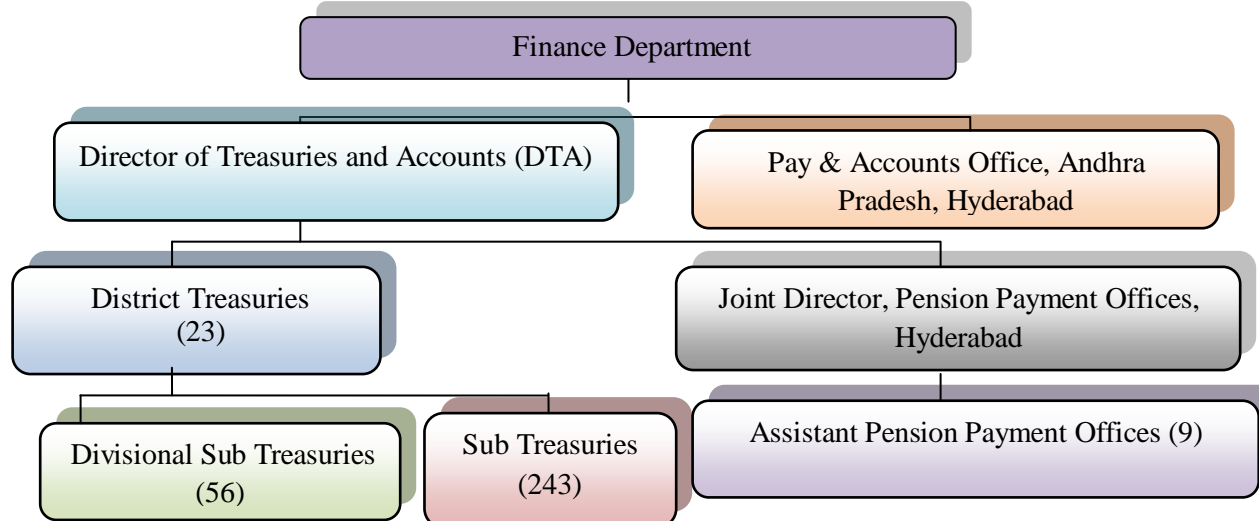 Finance Department
Director of Treasuries and Accounts (DTA)
Pay & Accounts Office, Andhra
Pradesh, Hyderabad
District Treasuries
(23)
Joint Director, Pension Payment Offices,
Hyderabad
Divisional Sub Treasuries
(56)
Sub Treasuries
(243)
Assistant Pension Payment Offices (9)